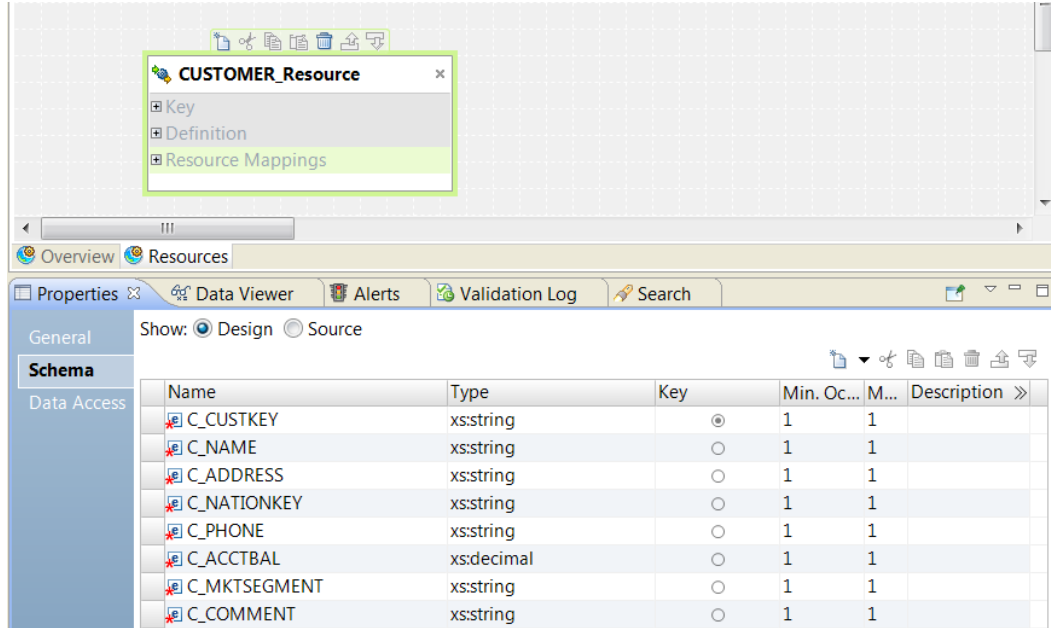 CUSTOMER_Resource
Key
Definition
Resource Mappings
Overview Resources
Properties Data Viewer Alerts Validation Log Search
General
Schema
Data Access
Show: Design Source
Name Type Key Min. Oc... M... Description
C_CUSTKEY xs:string 1 1
C_NAME xs:string 1 1
C_ADDRESS xs:string 1 1
C_NATIONKEY xs:string 1 1
C_PHONE xs:string 1 1
C_ACCTBAL xs:decimal 1 1
C_MKTSEGMENT xs:string 1 1
C_COMMENT xs:string 1 1